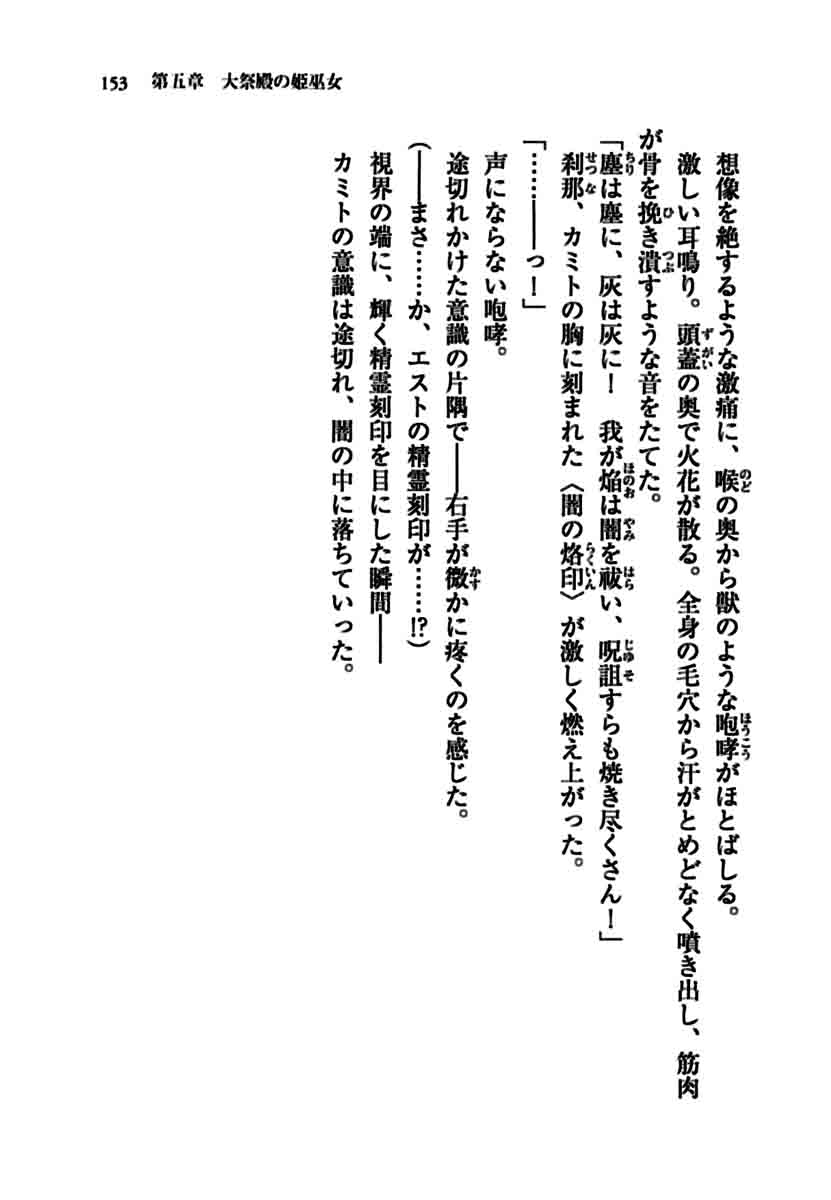 153 第五章 大祭殿の姫巫女
想像を絶するような激痛に、喉の奥から獣のような咆哮がほとばしる。
激しい耳鳴り。頭蓋の奥で火花が散る。全身の毛穴から汗がとめどなく噴き出し、筋肉
が骨を挽き潰すような音をたてた。
「塵は塵に、灰は灰に！　我が焔は闇を祓い、呪詛すらも焼き尽くさん！」
刹那、カミトの胸に刻まれた〈闇の烙印〉が激しく燃え上がった。
「……――っ！」
声にならない咆哮。
途切れかけた意識の片隅で――右手が微かに疼くのを感じた。
（――まさ……か、エストの精霊刻印が……!?）
視界の端に、輝く精霊刻印を目にした瞬間――
カミトの意識は途切れ、闇の中に落ちていった。